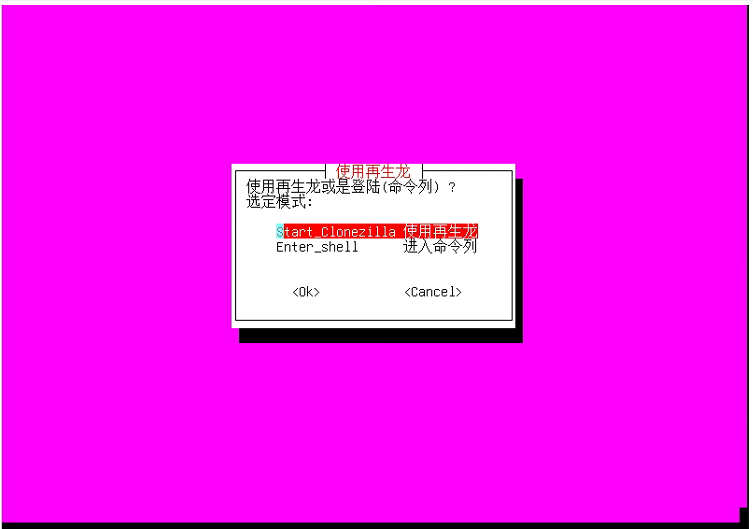 使用再生龙
使用再生龙或是登陆(命令列) ?
选定模式:
Start_Clonezilla 使用再生龙
Enter_shell 进入命令列
<Ok> <Cancel>